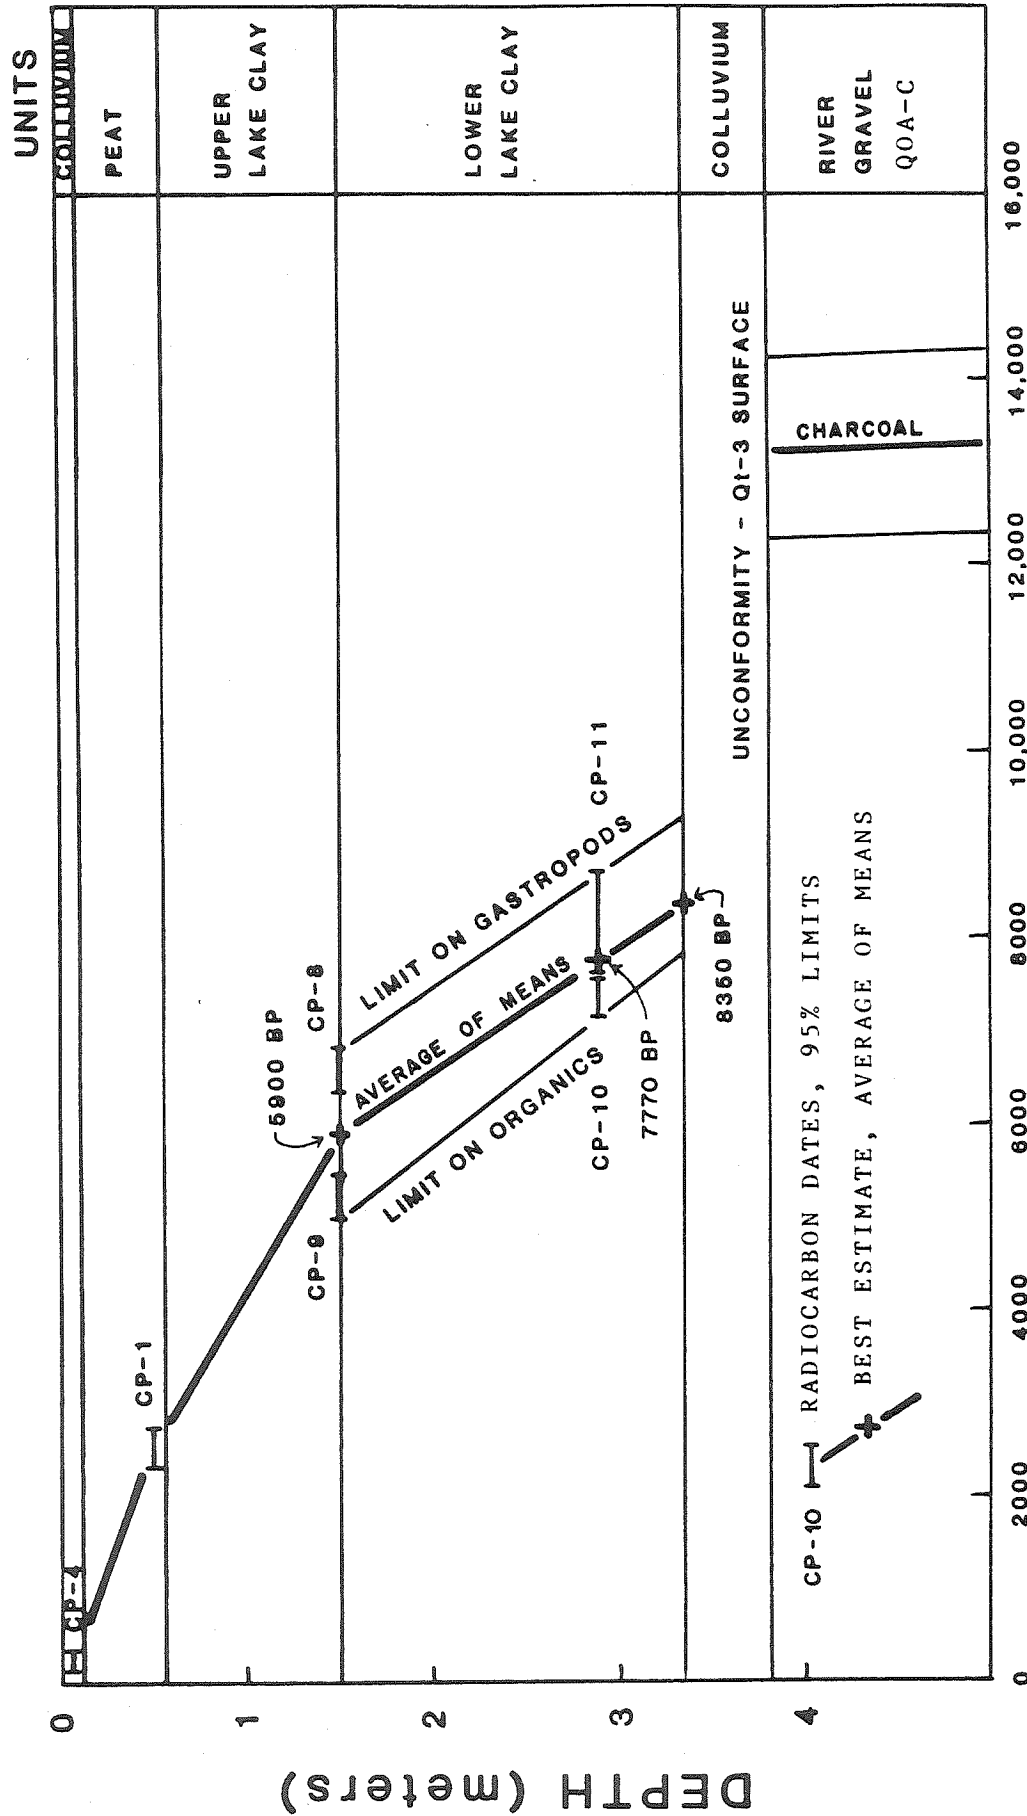 UNITS
COLLUVIUM
PEAT
UPPER
LAKE CLAY
LOWER
LAKE CLAY
COLLUVIUM
RIVER
GRAVEL
QOA-C
DEPTH (meters)
0
1
2
3
4
CP-4
CP-1
5900 BP
CP-9
CP-8
LIMIT ON GASTROPODS
AVERAGE OF MEANS
LIMIT ON ORGANICS
CP-10
CP-11
7770 BP
8350 BP
UNCONFORMITY - Qt-3 SURFACE
CHARCOAL
CP-10 RADIOCARBON DATES, 95% LIMITS
BEST ESTIMATE, AVERAGE OF MEANS
0
2000
4000
6000
8000
10,000
12,000
14,000
16,000